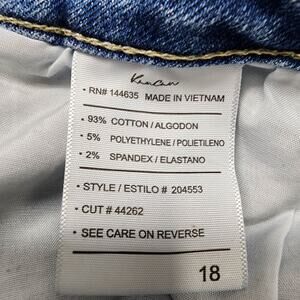 KanCan
• RN# 144635 MADE IN VIETNAM
• 93% COTTON / ALGODON
• 5% POLYETHYLENE / POLIETILENO
• 2% SPANDEX / ELASTANO
• STYLE / ESTILO # 204553
• CUT # 44262
• SEE CARE ON REVERSE
18